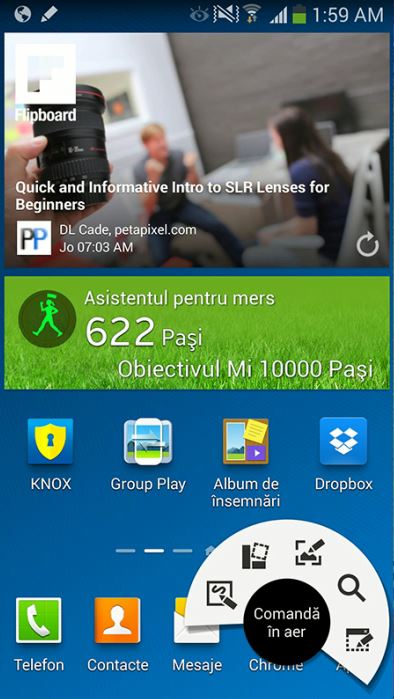 1:59 AM
Flipboard
Quick and Informative Intro to SLR Lenses for
Beginners
PP
DL Cade, petapixel.com
Jo 07:03 AM
Asistentul pentru mers
622 Paşi
Obiectivul Mi 10000 Paşi
KNOX
Group Play
Album de
însemnări
Dropbox
Comandă
în aer
Telefon
Contacte
Mesaje
Chrome